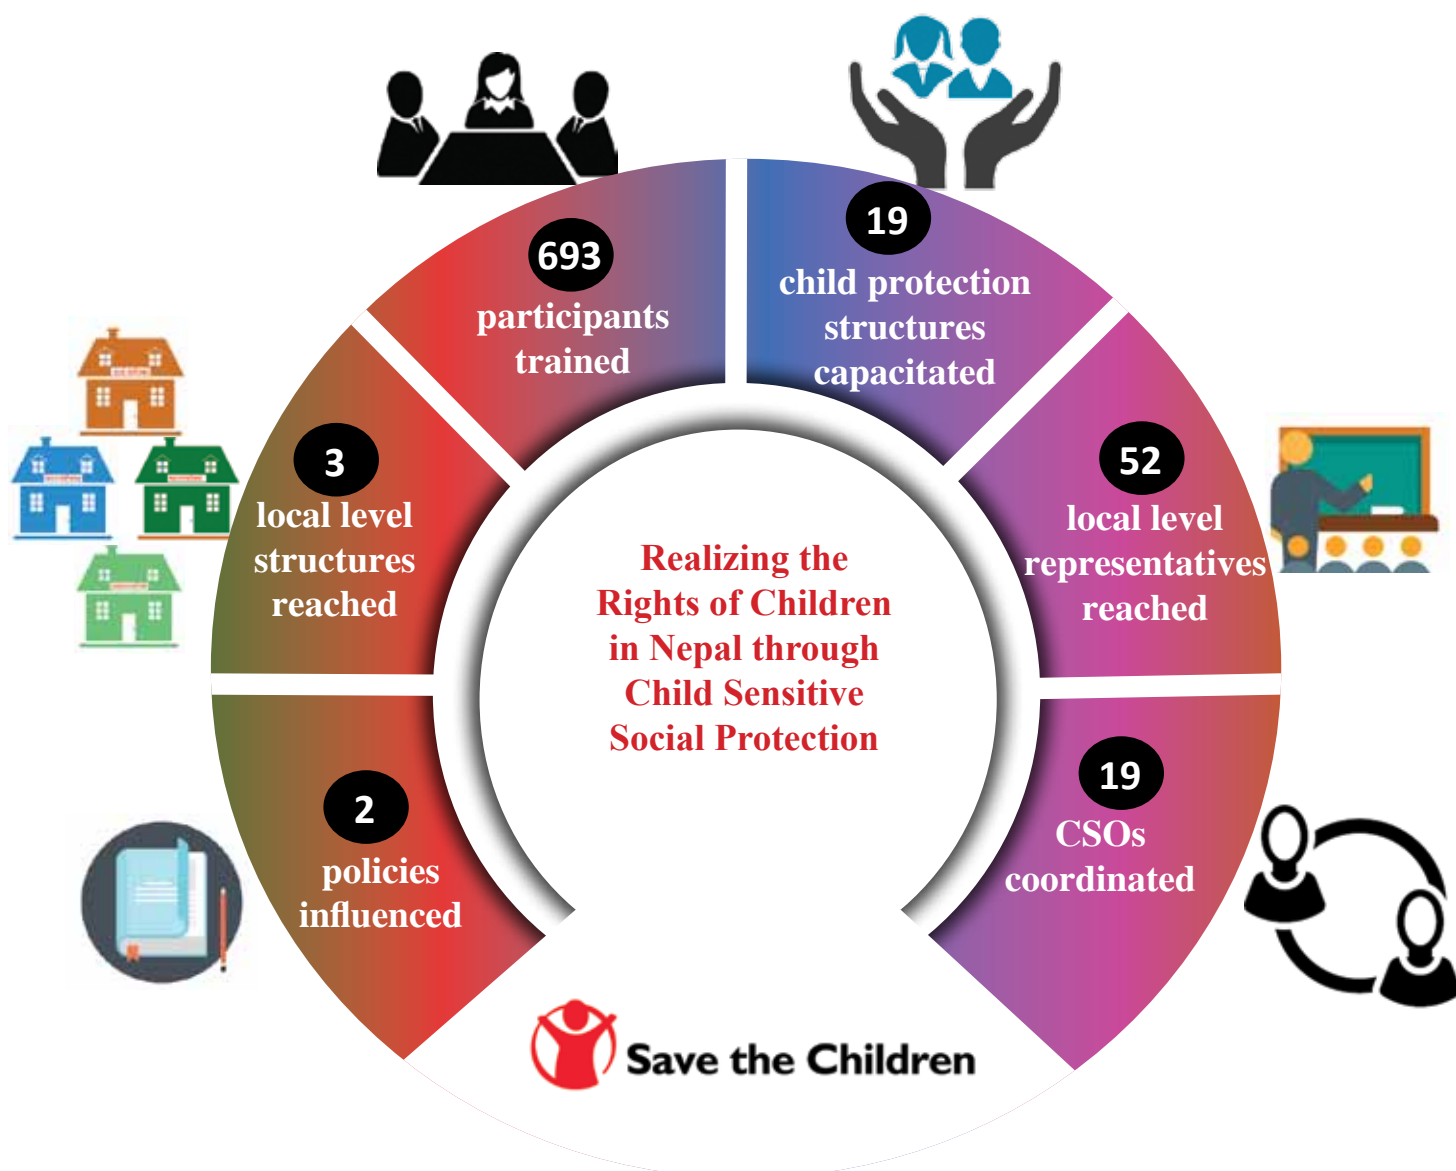 693
participants
trained
19
child protection
structures
capacitated
3
local level
structures
reached
52
local level
representatives
reached
Realizing the
Rights of Children
in Nepal through
Child Sensitive
Social Protection
2
policies
influenced
19
CSOs
coordinated
Save the Children